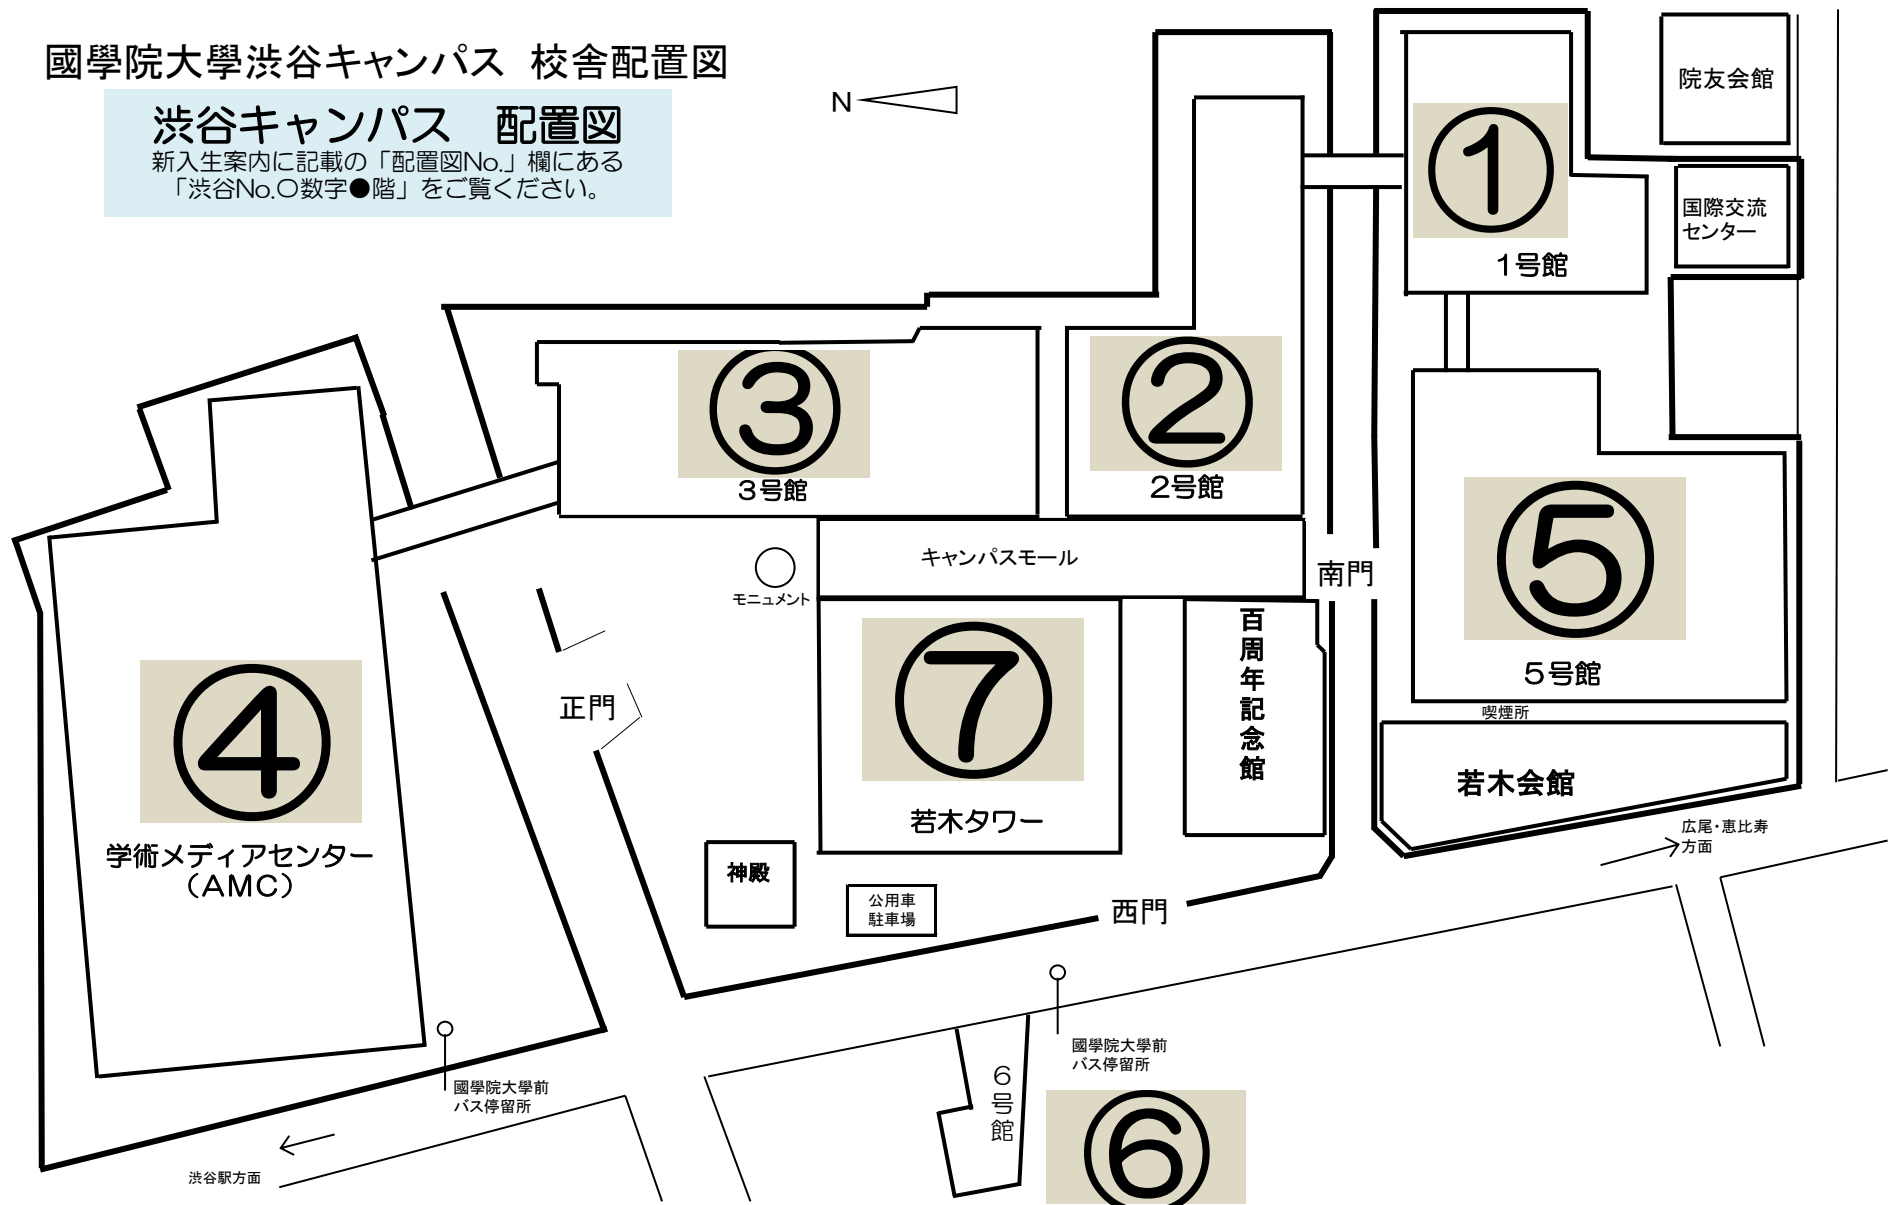 國學院大學渋谷キャンパス 校舎配置図
渋谷キャンパス 配置図
新入生案内に記載の「配置図No.」欄にある
「渋谷No.〇数字●階」をご覧ください。
N
院友会館
①
1号館
国際交流
センター
③
3号館
②
2号館
⑤
5号館
キャンパスモール
モニュメント
南門
百周年記念館
⑦
若木タワー
正門
④
学術メディアセンター
（AMC）
喫煙所
若木会館
神殿
公用車
駐車場
西門
広尾・恵比寿
方面
國學院大學前
バス停留所
國學院大學前
バス停留所
6号館
⑥
渋谷駅方面